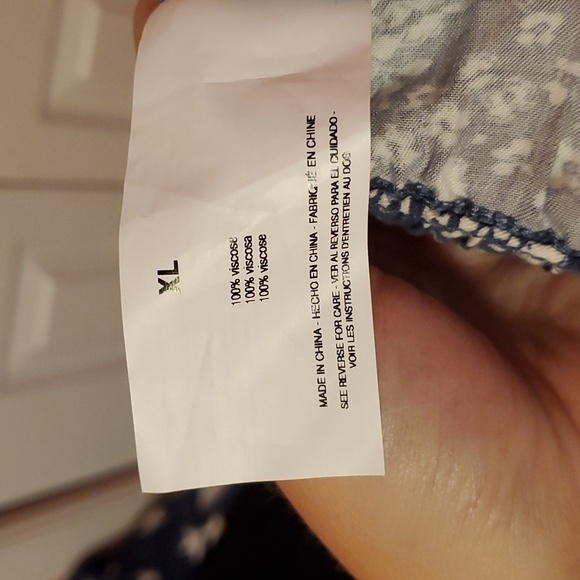 XL
100% viscose
100% viscosa
100% viscose
MADE IN CHINA - HECHO EN CHINA - FABRIQUÉ EN CHINE
SEE REVERSE FOR CARE - VER AL REVERSO PARA EL CUIDADO -
VOIR LES INSTRUCTIONS D'ENTRETIEN AU DOS